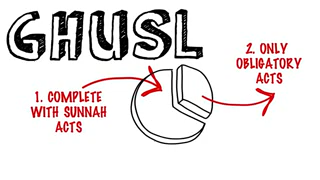 GHUSL
1. COMPLETE
WITH SUNNAH
ACTS
2. ONLY
OBLIGATORY
ACTS